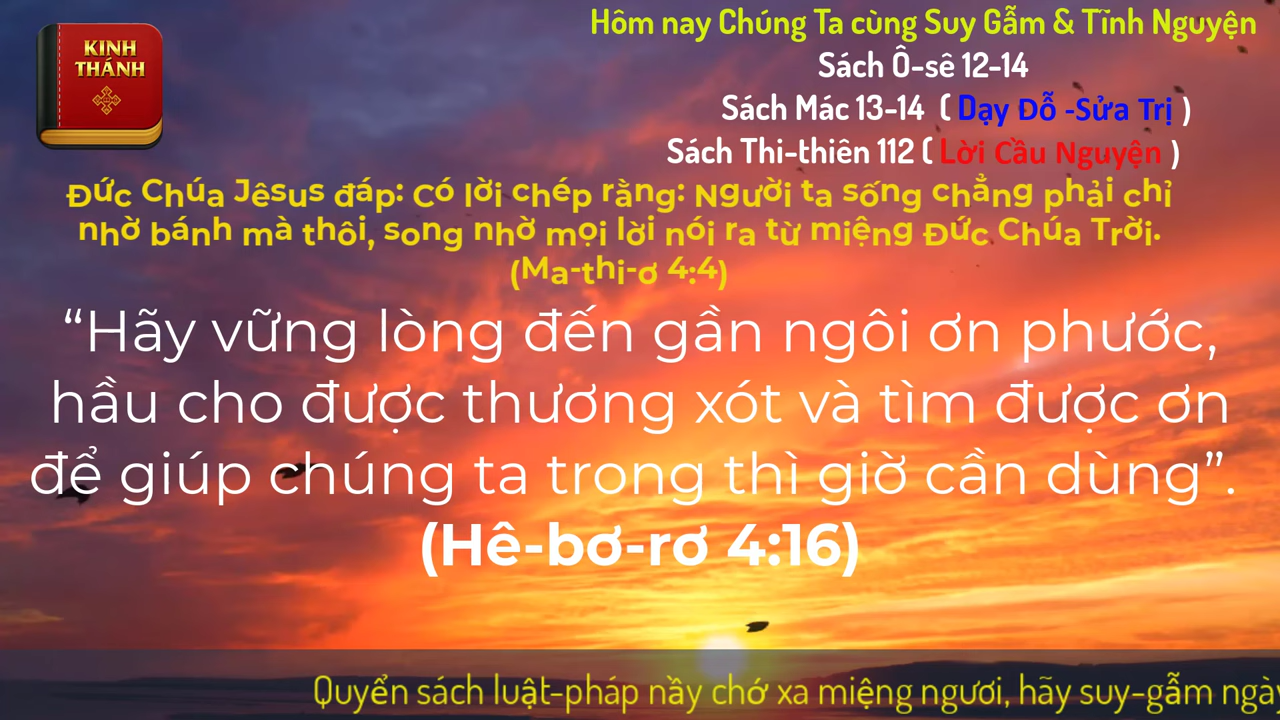 KINH
THÁNH
Hôm nay Chúng Ta cùng Suy Gẫm & Tĩnh Nguyện
Sách Ô-sê 12-14
Sách Mác 13-14 ( Dạy Đỗ -Sửa Trị )
Sách Thi-thiên 112 ( Lời Cầu Nguyện )
Đức Chúa Jêsus đáp: Có lời chép rằng: Người ta sống chẳng phải chỉ
nhờ bánh mà thôi, song nhờ mọi lời nói ra từ miệng Đức Chúa Trời.
(Ma-thi-ơ 4:4)
“Hãy vững lòng đến gần ngôi ơn phước,
hầu cho được thương xót và tìm được ơn
để giúp chúng ta trong thì giờ cần dùng”.
(Hê-bơ-rơ 4:16)
Quyển sách luật-pháp nầy chớ xa miệng ngươi, hãy suy-gẫm ngày